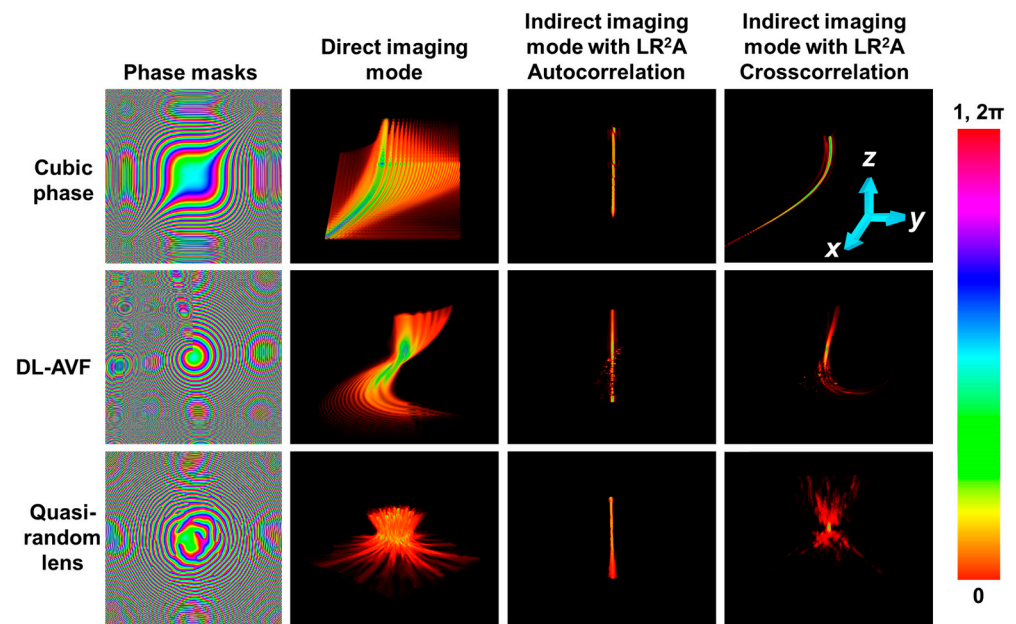 Phase masks
Direct imaging
mode
Indirect imaging
mode with LR²A
Autocorrelation
Indirect imaging
mode with LR²A
Crosscorrelation
Cubic
phase
z
y
x
DL-AVF
Quasi-
random
lens
1, 2π
0